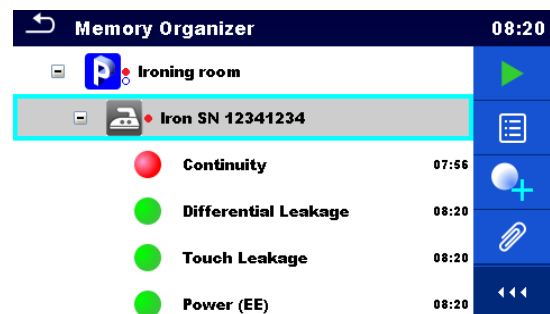 Memory Organizer 08:20
Ironing room
Iron SN 12341234
Continuity 07:56
Differential Leakage 08:20
Touch Leakage 08:20
Power (EE) 08:20